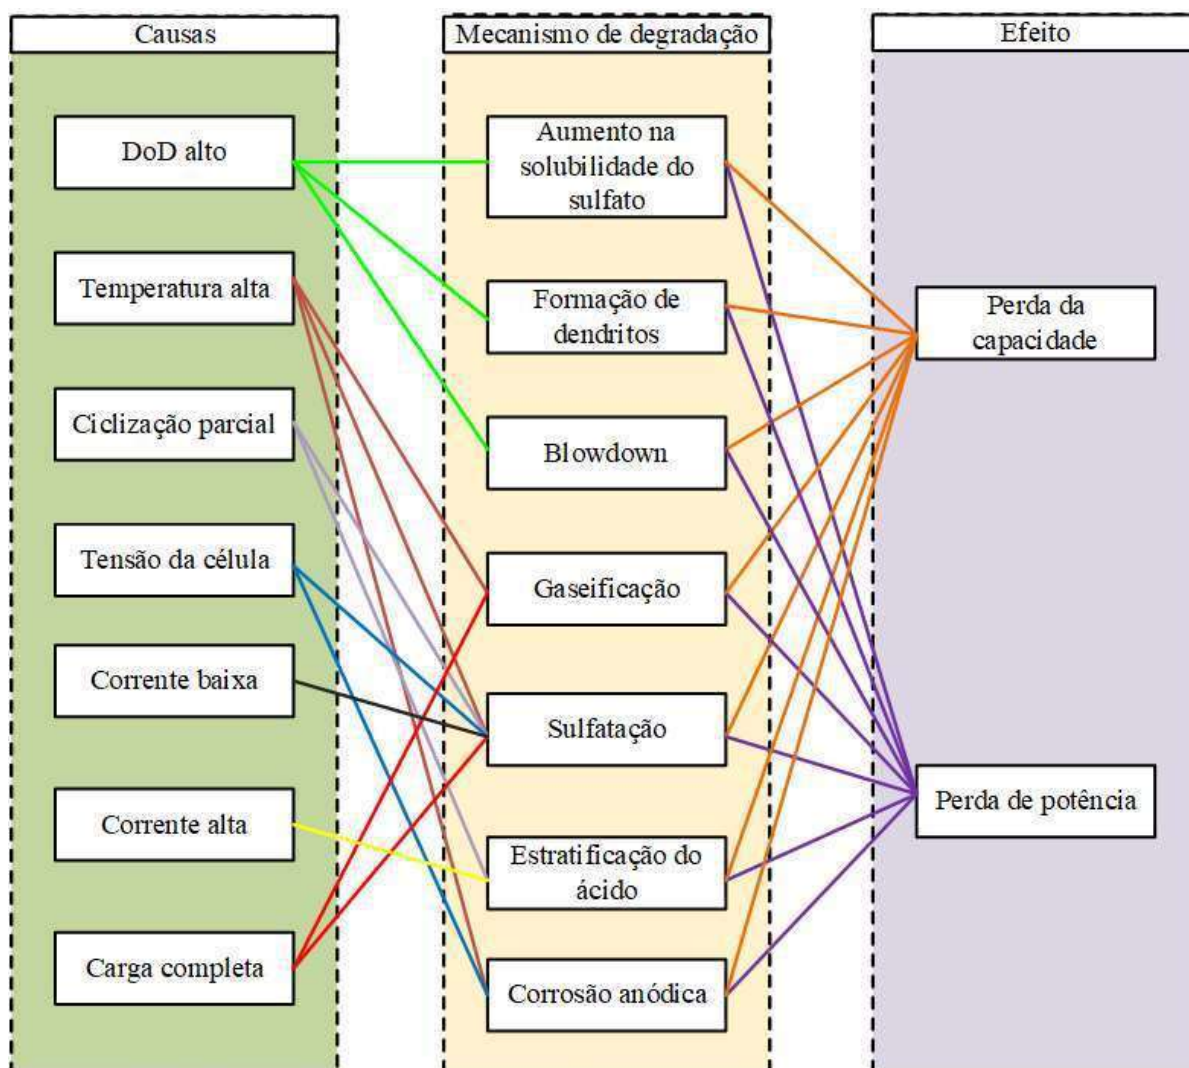 Causas
DoD alto
Temperatura alta
Ciclização parcial
Tensão da célula
Corrente baixa
Corrente alta
Carga completa
Mecanismo de degradação
Aumento na
solubilidade do
sulfato
Formação de
dendritos
Blowdown
Gaseificação
Sulfatação
Estratificação do
ácido
Corrosão anódica
Efeito
Perda da
capacidade
Perda de potência